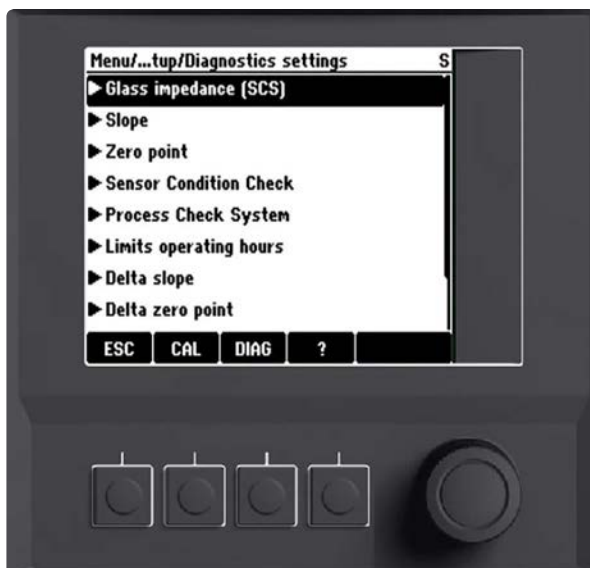 Menu/...tup/Diagnostics settings S
Glass impedance (SCS)
Slope
Zero point
Sensor Condition Check
Process Check System
Limits operating hours
Delta slope
Delta zero point
ESC CAL DIAG ?